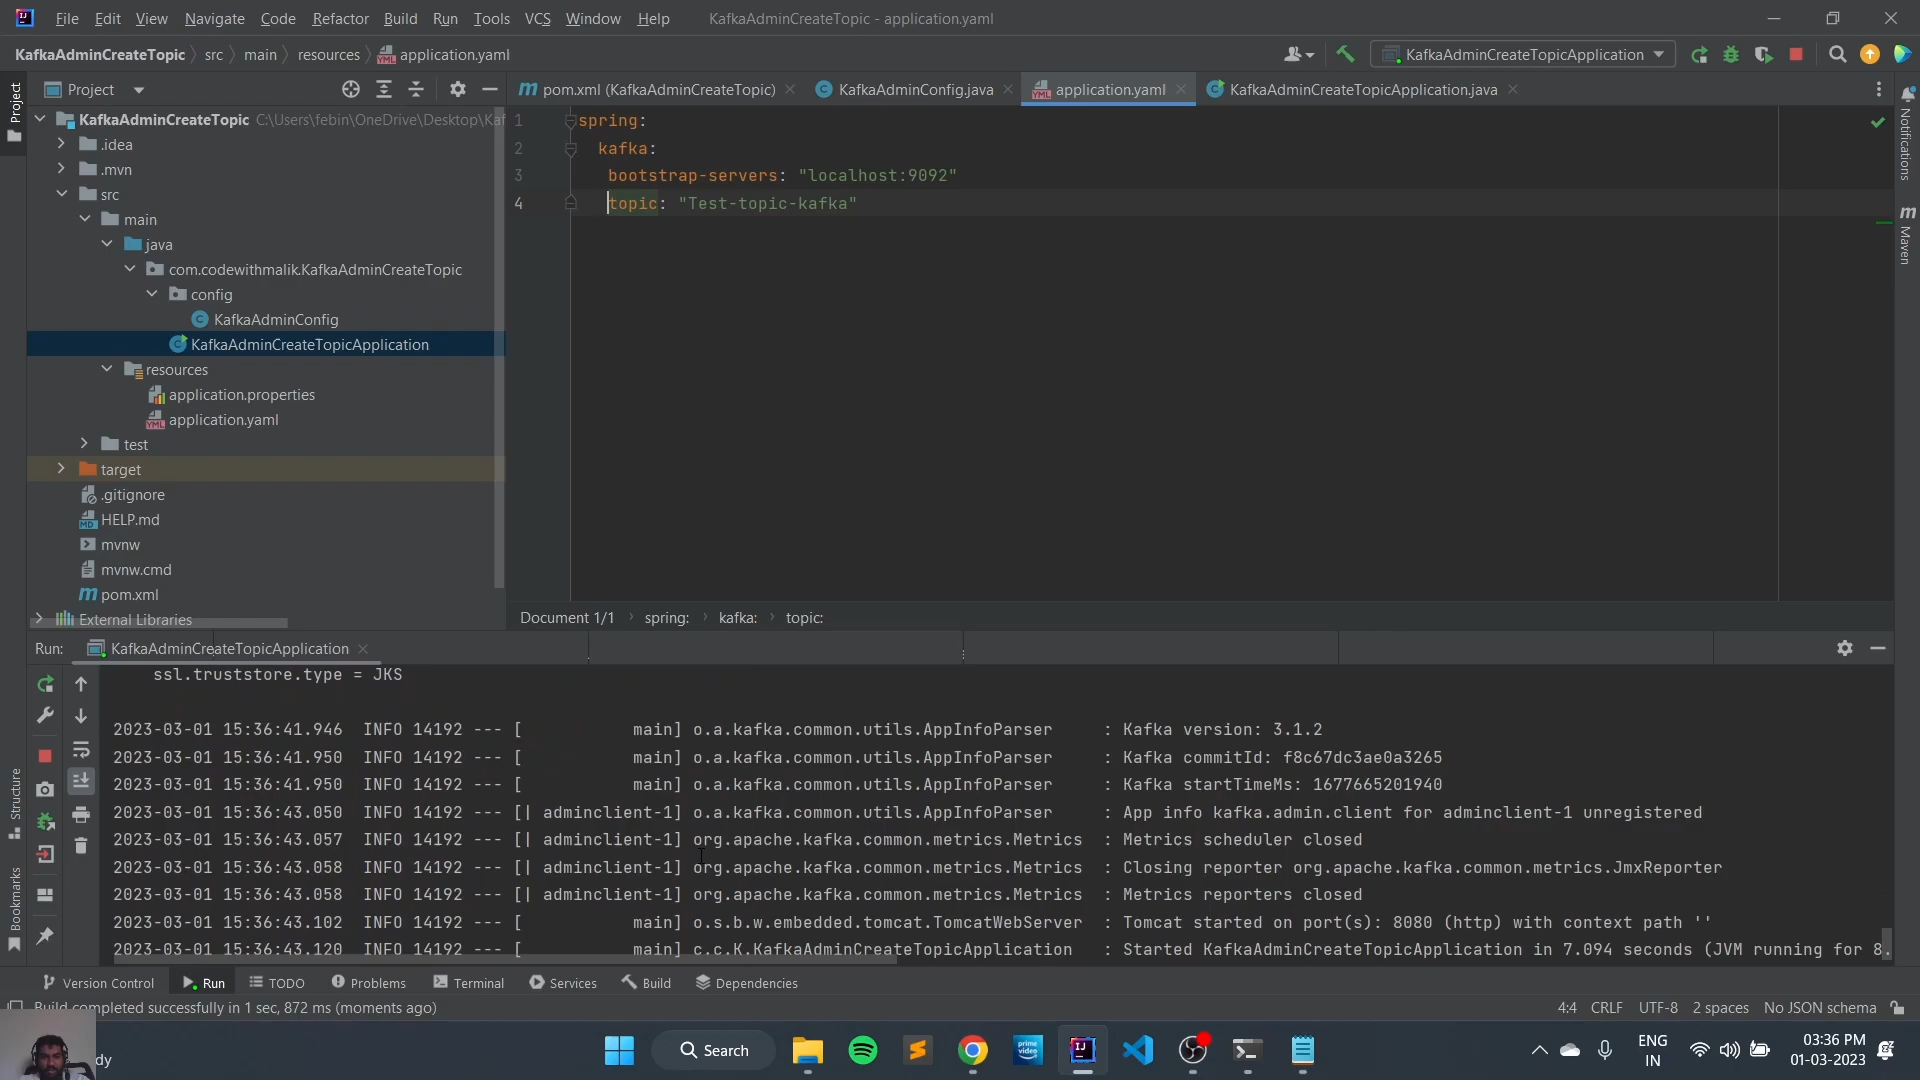 File Edit View Navigate Code Refactor Build Run Tools VCS Window Help KafkaAdminCreateTopic - application.yaml
KafkaAdminCreateTopic src main resources application.yaml KafkaAdminCreateTopicApplication
Project pom.xml (KafkaAdminCreateTopic) KafkaAdminConfig.java application.yaml KafkaAdminCreateTopicApplication.java
Project
Notifications
Maven
KafkaAdminCreateTopic C:\Users\febin\OneDrive\Desktop\Kaf
.idea
.mvn
src
main
java
com.codewithmalik.KafkaAdminCreateTopic
config
KafkaAdminConfig
KafkaAdminCreateTopicApplication
resources
application.properties
application.yaml
test
target
.gitignore
HELP.md
mvnw
mvnw.cmd
pom.xml
External Libraries
1 spring:
2 kafka:
3 bootstrap-servers: "localhost:9092"
4 topic: "Test-topic-kafka"
Document 1/1 spring: kafka: topic:
Run: KafkaAdminCreateTopicApplication
ssl.truststore.type = JKS
2023-03-01 15:36:41.946 INFO 14192 --- [ main] o.a.kafka.common.utils.AppInfoParser : Kafka version: 3.1.2
2023-03-01 15:36:41.950 INFO 14192 --- [ main] o.a.kafka.common.utils.AppInfoParser : Kafka commitId: f8c67dc3ae0a3265
2023-03-01 15:36:41.950 INFO 14192 --- [ main] o.a.kafka.common.utils.AppInfoParser : Kafka startTimeMs: 1677665201940
2023-03-01 15:36:43.050 INFO 14192 --- [| adminclient-1] o.a.kafka.common.utils.AppInfoParser : App info kafka.admin.client for adminclient-1 unregistered
2023-03-01 15:36:43.057 INFO 14192 --- [| adminclient-1] org.apache.kafka.common.metrics.Metrics : Metrics scheduler closed
2023-03-01 15:36:43.058 INFO 14192 --- [| adminclient-1] org.apache.kafka.common.metrics.Metrics : Closing reporter org.apache.kafka.common.metrics.JmxReporter
2023-03-01 15:36:43.058 INFO 14192 --- [| adminclient-1] org.apache.kafka.common.metrics.Metrics : Metrics reporters closed
2023-03-01 15:36:43.102 INFO 14192 --- [ main] o.s.b.w.embedded.tomcat.TomcatWebServer : Tomcat started on port(s): 8080 (http) with context path ''
2023-03-01 15:36:43.120 INFO 14192 --- [ main] c.c.K.KafkaAdminCreateTopicApplication : Started KafkaAdminCreateTopicApplication in 7.094 seconds (JVM running for 8.
Structure
Bookmarks
Version Control Run TODO Problems Terminal Services Build Dependencies
Build completed successfully in 1 sec, 872 ms (moments ago) 4:4 CRLF UTF-8 2 spaces No JSON schema
dy Search prime video IJ ENG IN 03:36 PM 01-03-2023